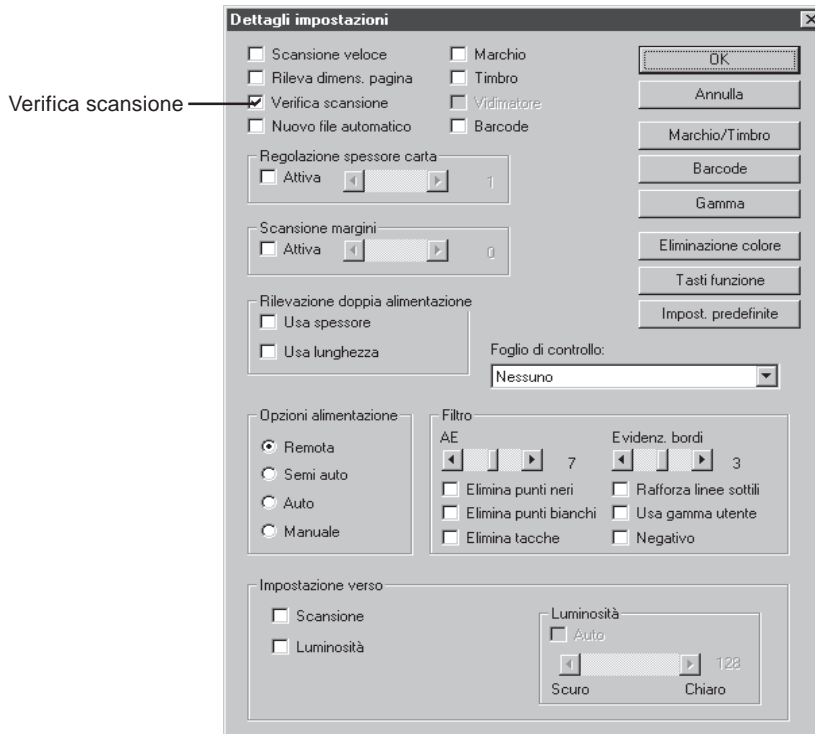 Dettagli impostazioni
Verifica scansione
Scansione veloce
Rileva dimens. pagina
Verifica scansione
Nuovo file automatico
Marchio
Timbro
Vidimatore
Barcode
OK
Annulla
Marchio/Timbro
Barcode
Gamma
Eliminazione colore
Tasti funzione
Impost. predefinite
Regolazione spessore carta
Attiva 1
Scansione margini
Attiva 0
Rilevazione doppia alimentazione
Usa spessore
Usa lunghezza
Foglio di controllo:
Nessuno
Opzioni alimentazione
Remota
Semi auto
Auto
Manuale
Filtro
AE
7
Evidenz. bordi
3
Elimina punti neri
Elimina punti bianchi
Elimina tacche
Rafforza linee sottili
Usa gamma utente
Negativo
Impostazione verso
Scansione
Luminosità
Luminosità
Auto
128
Scuro Chiaro